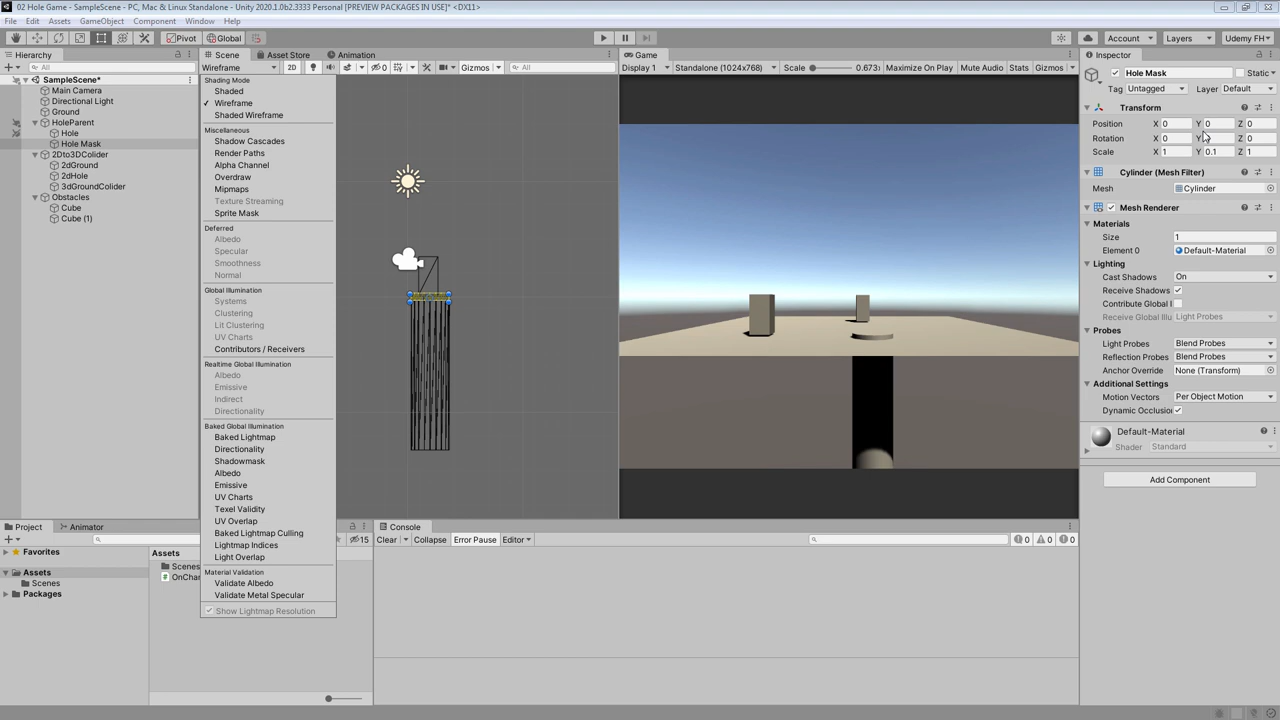 02 Hole Game - SampleScene - PC, Mac & Linux Standalone - Unity 2020.1.0b2.3333 Personal [PREVIEW PACKAGES IN USE]* <DX11>
File Edit Assets GameObject Component Window Help
Pivot Global Account Layers Udemy FH
Hierarchy
All
SampleScene*
Main Camera
Directional Light
Ground
HoleParent
Hole
Hole Mask
2Dto3DColider
2dGround
2dHole
3dGroundColider
Obstacles
Cube
Cube (1)
Scene Asset Store Animation
Wireframe 2D 0 Gizmos All
Shading Mode
Shaded
Wireframe
Shaded Wireframe
Miscellaneous
Shadow Cascades
Render Paths
Alpha Channel
Overdraw
Mipmaps
Texture Streaming
Sprite Mask
Deferred
Albedo
Specular
Smoothness
Normal
Global Illumination
Systems
Clustering
Lit Clustering
UV Charts
Contributors / Receivers
Realtime Global Illumination
Albedo
Emissive
Indirect
Directionality
Baked Global Illumination
Baked Lightmap
Directionality
Shadowmask
Albedo
Emissive
UV Charts
Texel Validity
UV Overlap
Baked Lightmap Culling
Lightmap Indices
Light Overlap
Material Validation
Validate Albedo
Validate Metal Specular
Show Lightmap Resolution
Game
Display 1 Standalone (1024x768) Scale 0.673 Maximize On Play Mute Audio Stats Gizmos
Inspector
Hole Mask Static
Tag Untagged Layer Default
Transform
Position X 0 Y 0 Z 0
Rotation X 0 Y Z 0
Scale X 1 Y 0.1 Z 1
Cylinder (Mesh Filter)
Mesh Cylinder
Mesh Renderer
Materials
Size 1
Element 0 Default-Material
Lighting
Cast Shadows On
Receive Shadows
Contribute Global I
Receive Global Illu Light Probes
Probes
Light Probes Blend Probes
Reflection Probes Blend Probes
Anchor Override None (Transform)
Additional Settings
Motion Vectors Per Object Motion
Dynamic Occlusio
Default-Material
Shader Standard
Add Component
Project Animator
15
Favorites
Assets
Scenes
Packages
Assets
Scenes
OnChan
Console
Clear Collapse Error Pause Editor 0 0 0